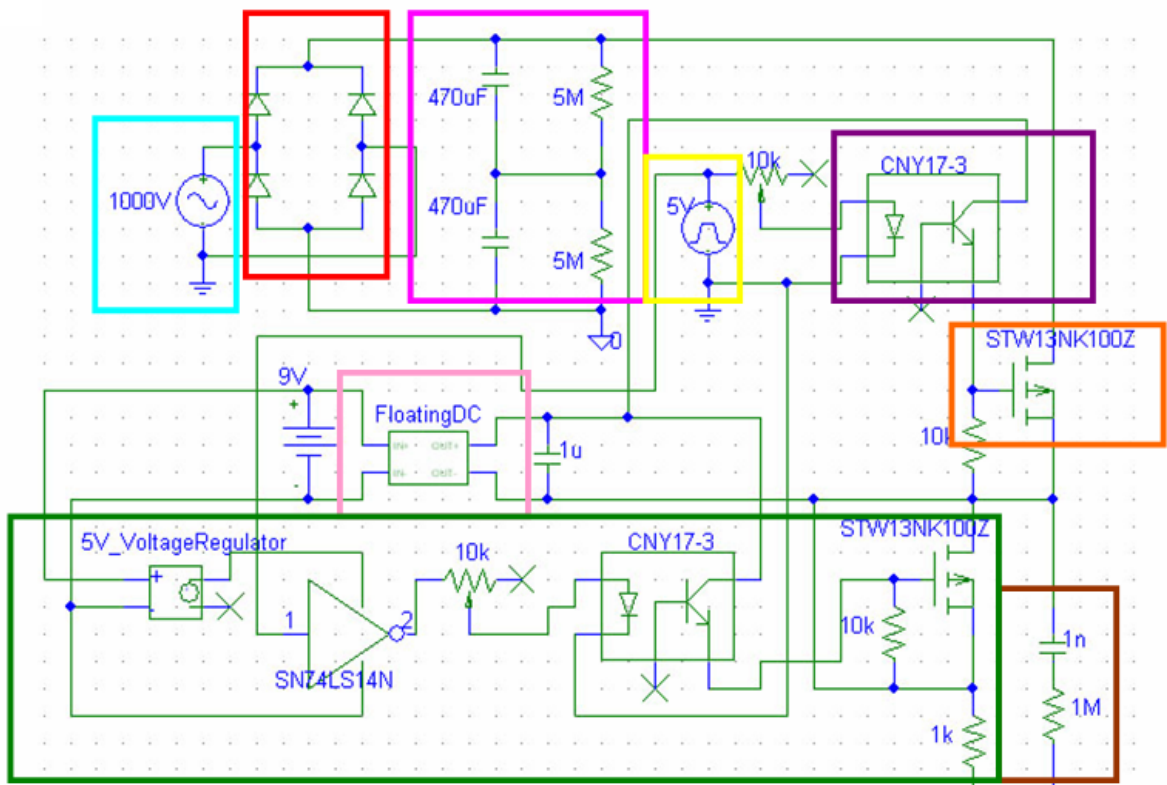 470uF
5M
CNY17-3
10k
1000V
470uF
5V
5M
STW13NK100Z
0
9V
FloatingDC
10k
IN+
OUT+
IN-
OUT-
1u
STW13NK100Z
5V_VoltageRegulator
CNY17-3
10k
1
2
10k
1n
SN74LS14N
1M
1k